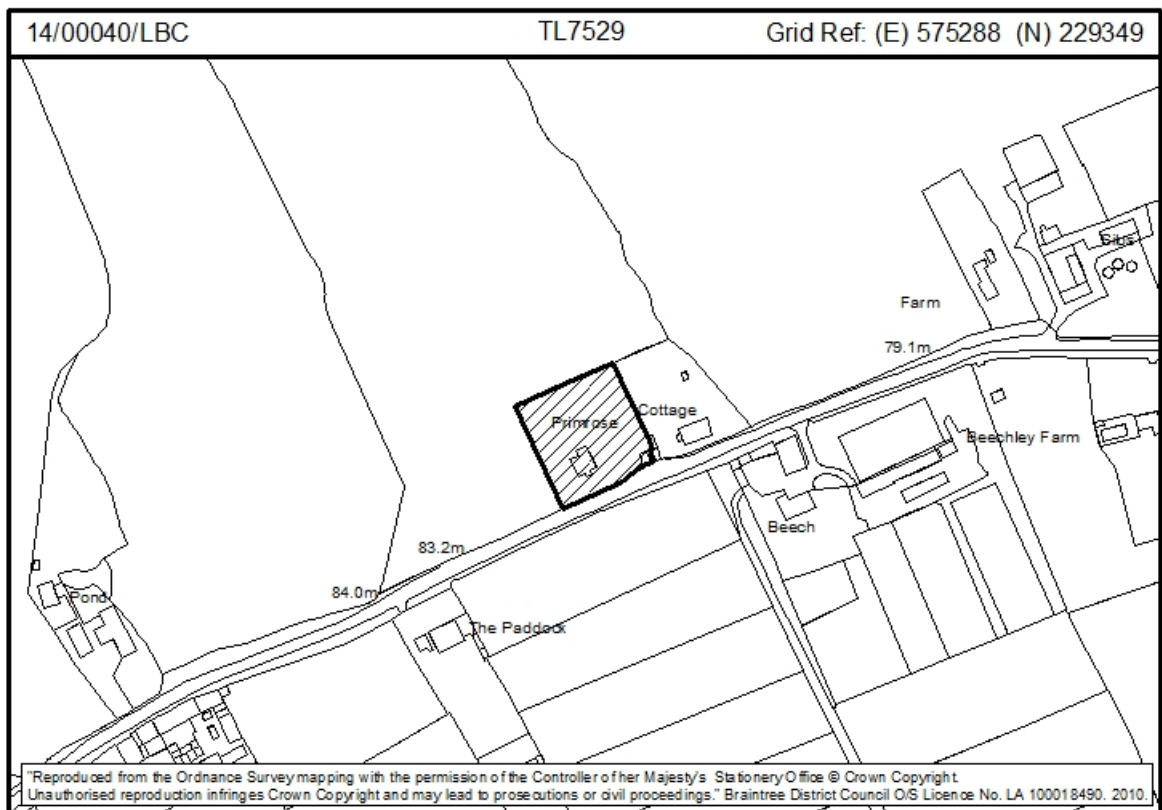 14/00040/LBC TL7529 Grid Ref: (E) 575288 (N) 229349
Silos
Farm
79.1m
Cottage
Primrose
Beechley Farm
Beech
83.2m
84.0m
Pond
The Paddock
"Reproduced from the Ordnance Survey mapping with the permission of the Controller of her Majesty's Stationery Office © Crown Copyright.
Unauthorised reproduction infringes Crown Copyright and may lead to prosecutions or civil proceedings." Braintree District Council O/S Licence No. LA 100018490. 2010.